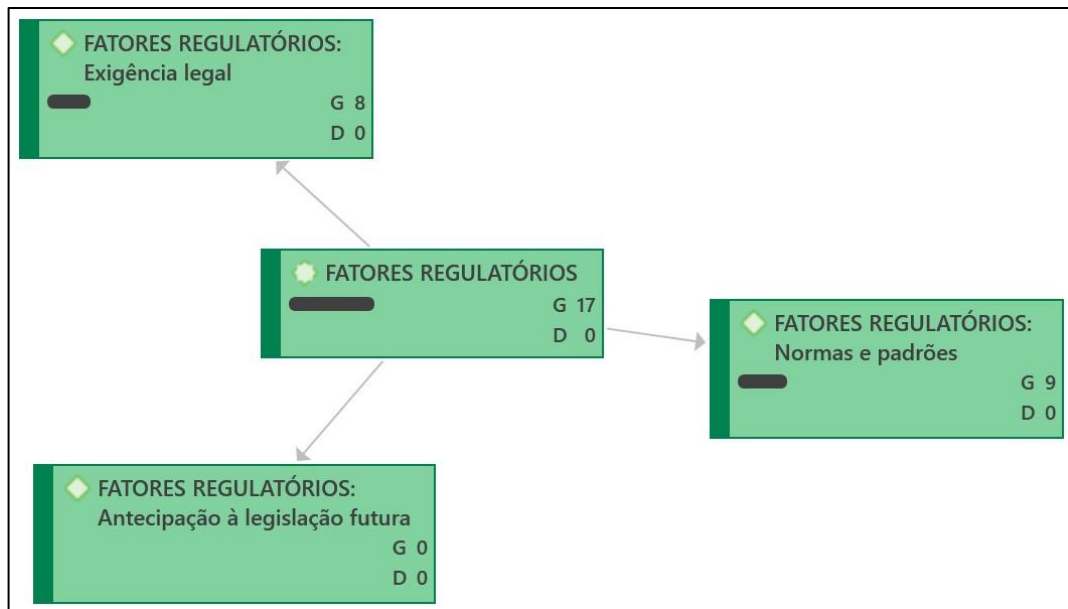 FATORES REGULATÓRIOS:
Exigência legal
G 8
D 0
FATORES REGULATÓRIOS
G 17
D 0
FATORES REGULATÓRIOS:
Normas e padrões
G 9
D 0
FATORES REGULATÓRIOS:
Antecipação à legislação futura
G 0
D 0